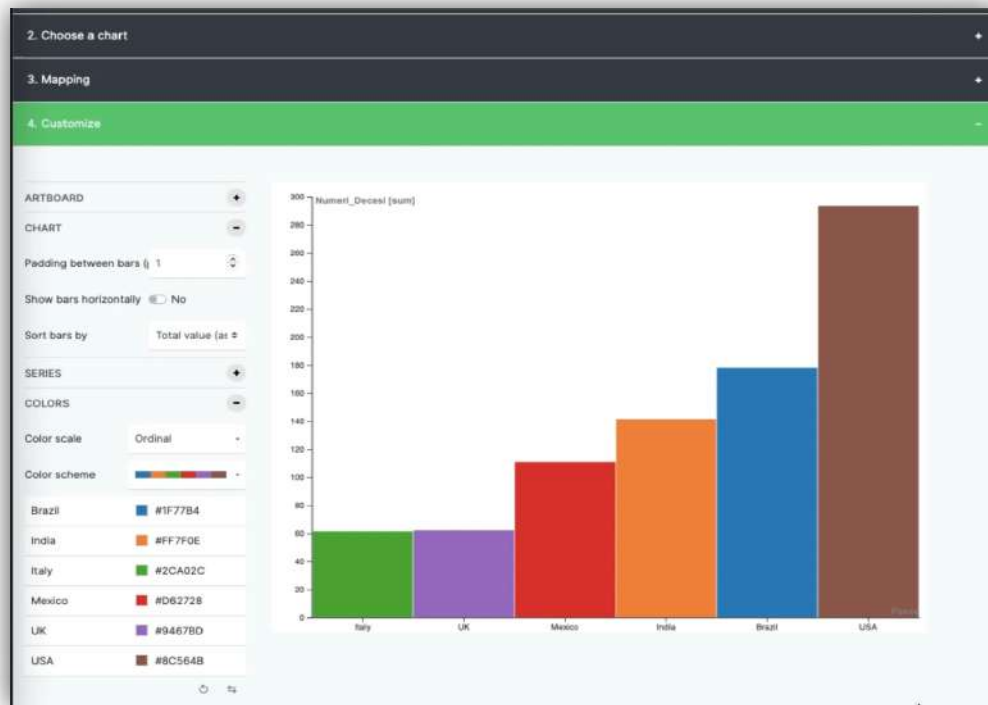 2. Choose a chart +
3. Mapping +
4. Customize -
ARTBOARD +
CHART -
Padding between bars (p 1
Show bars horizontally No
Sort bars by Total value (as
SERIES +
COLORS -
Color scale Ordinal
Color scheme
Brazil #1F77B4
India #FF7F0E
Italy #2CA02C
Mexico #D62728
UK #9467BD
USA #8C564B
Numeri_Decessi [sum]
300
280
260
240
220
200
180
160
140
120
100
80
60
40
20
0
Italy UK Mexico India Brazil USA